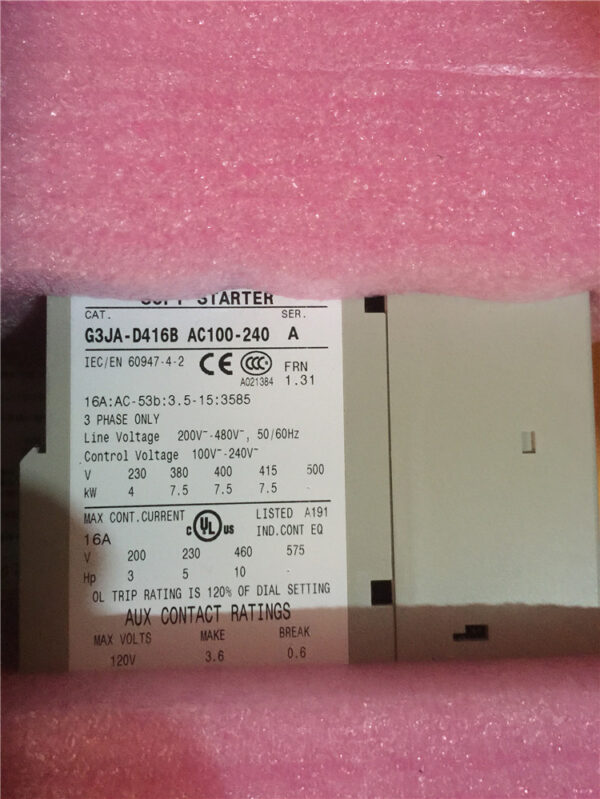 SOFT STARTER
CAT. SER.
G3JA-D416B AC100-240 A
IEC/EN 60947-4-2 CE CCC FRN
A021384 1.31
16A:AC-53b:3.5-15:3585
3 PHASE ONLY
Line Voltage 200V~-480V~, 50/60Hz
Control Voltage 100V~-240V~
V 230 380 400 415 500
kW 4 7.5 7.5 7.5 -
MAX CONT.CURRENT c UL us LISTED A191
16A IND.CONT EQ
V 200 230 460 575
Hp 3 5 10 -
OL TRIP RATING IS 120% OF DIAL SETTING
AUX CONTACT RATINGS
MAX VOLTS MAKE BREAK
120V 3.6 0.6